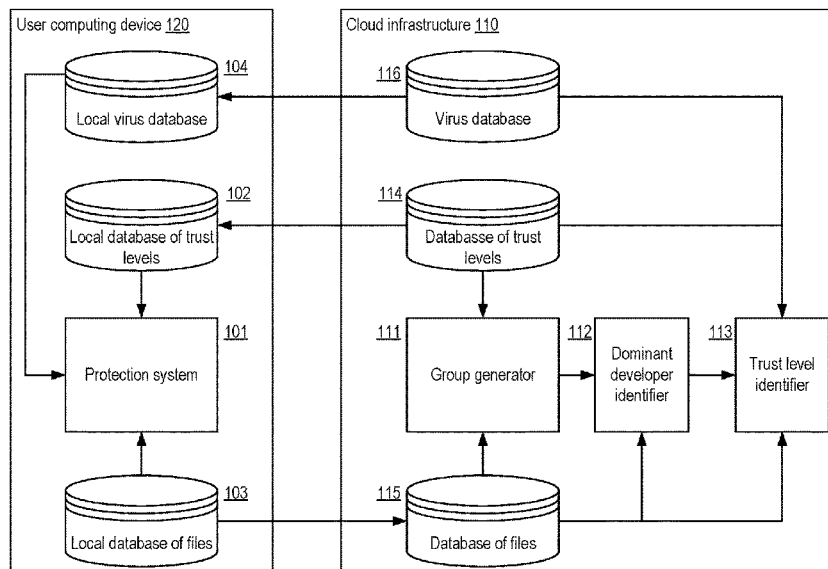 User computing device 120
Cloud infrastructure 110
104
Local virus database
116
Virus database
102
Local database of trust
levels
114
Databasse of trust
levels
101
Protection system
111
Group generator
112
Dominant
developer
identifier
113
Trust level
identifier
103
Local database of files
115
Database of files